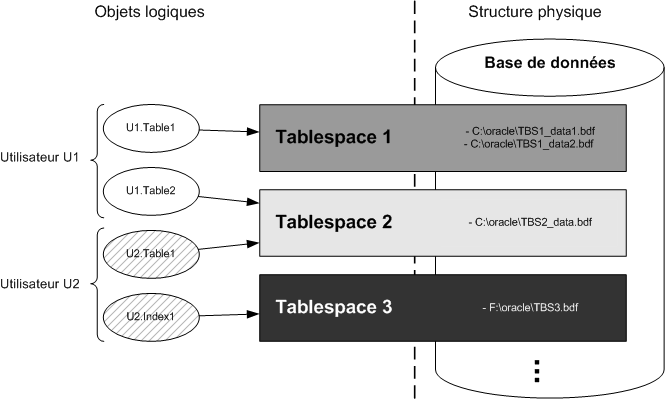 Objets logiques
Structure physique
Base de données
Utilisateur U1
U1.Table1
U1.Table2
Utilisateur U2
U2.Table1
U2.Index1
Tablespace 1
- C:\oracle\TBS1_data1.bdf
- C:\oracle\TBS1_data2.bdf
Tablespace 2
- C:\oracle\TBS2_data.bdf
Tablespace 3
- F:\oracle\TBS3.bdf